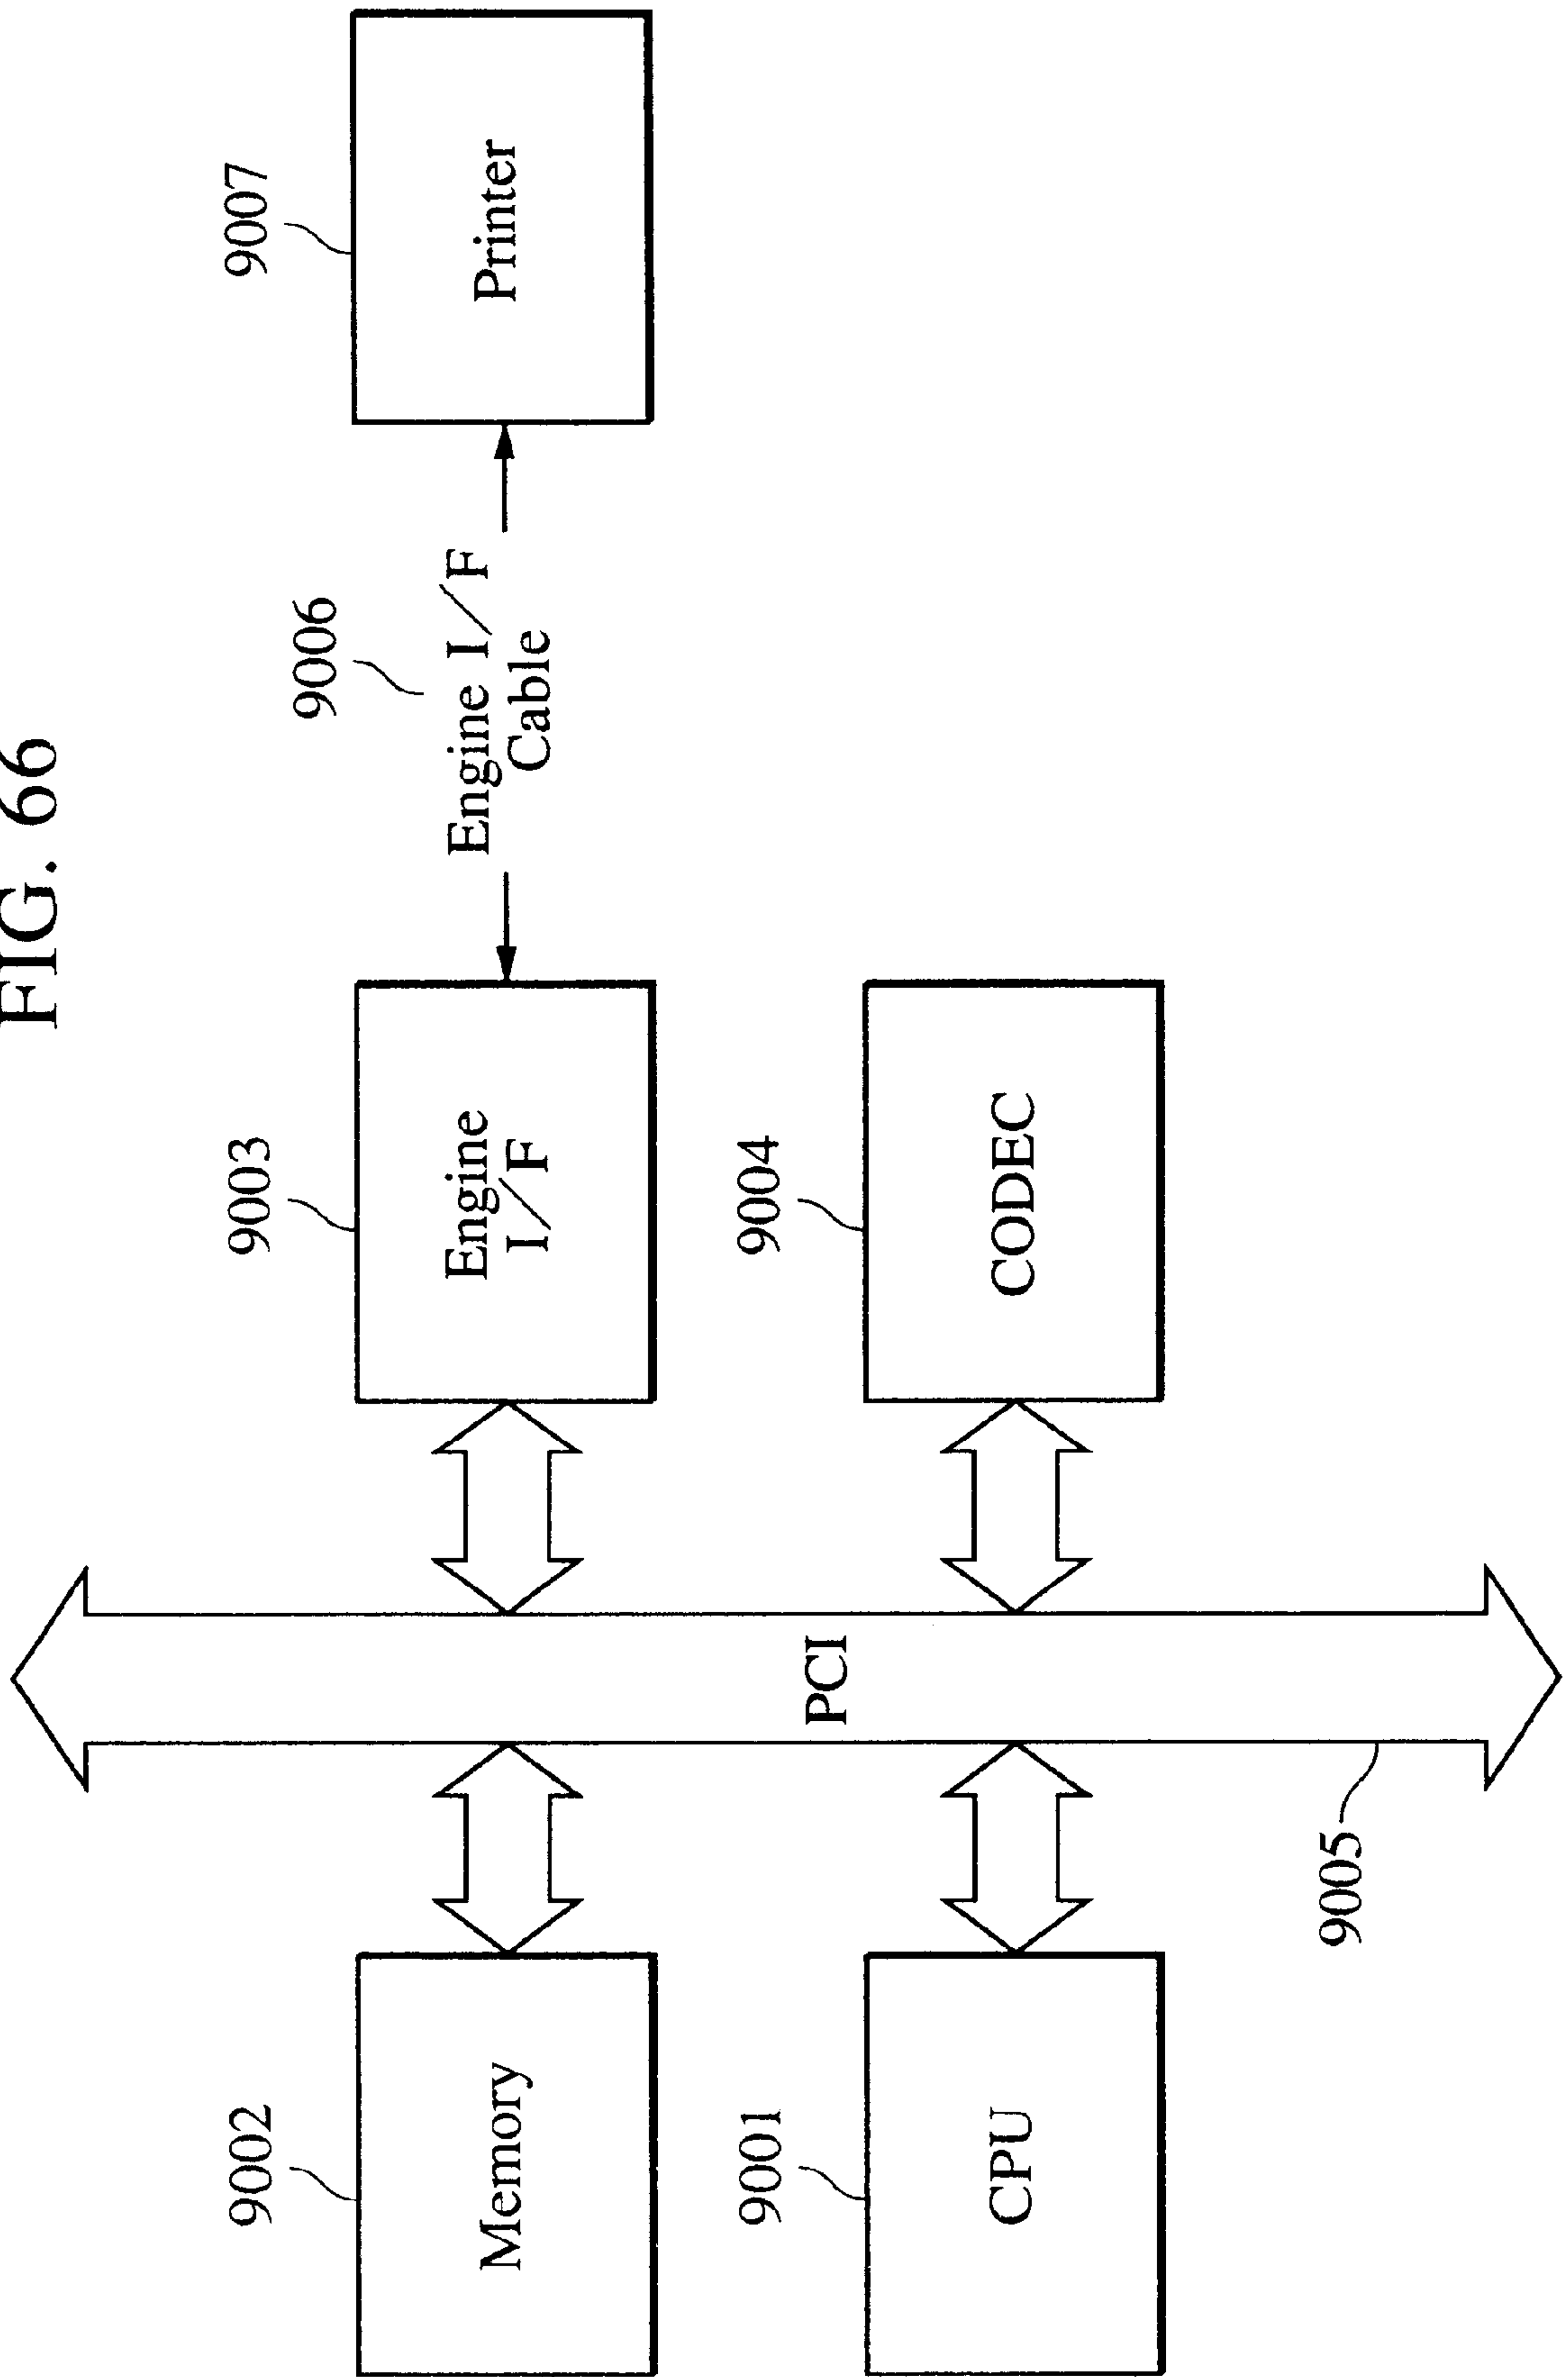 FIG. 66
9002
Memory
9003
Engine
I/F
9006
Engine I/F
Cable
9007
Printer
9001
CPU
PCI
9004
CODEC
9005